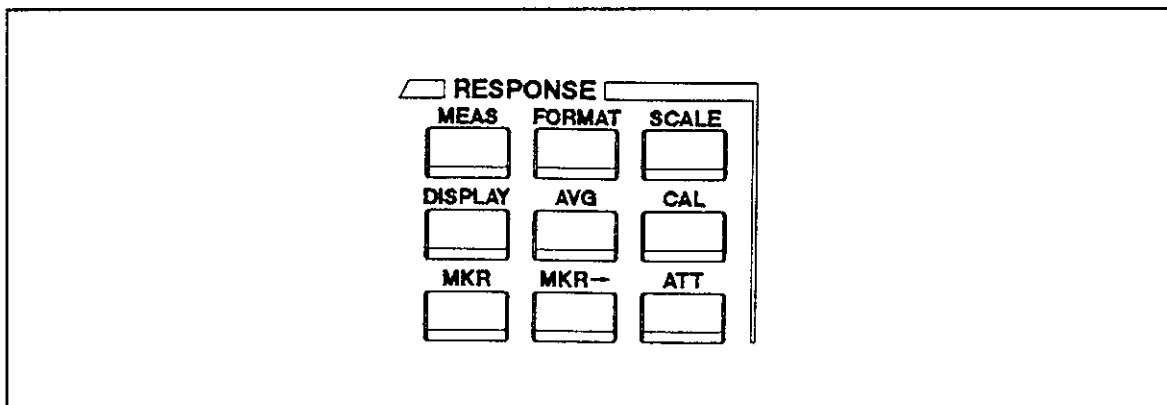 RESPONSE
MEAS FORMAT SCALE
DISPLAY AVG CAL
MKR MKR→ ATT